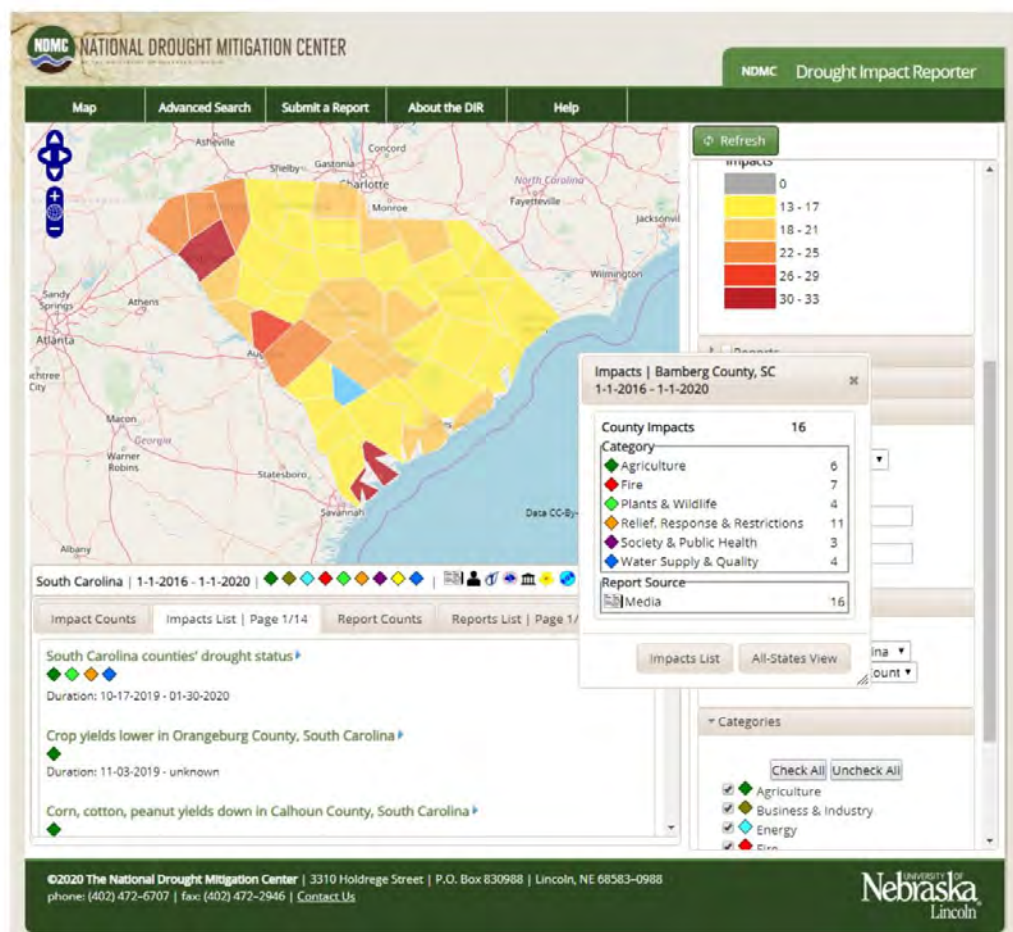 NDMC NATIONAL DROUGHT MITIGATION CENTER
NDMC Drought Impact Reporter
Map Advanced Search Submit a Report About the DIR Help
Refresh
Impacts
0
13 - 17
18 - 21
22 - 25
26 - 29
30 - 33
Reports
Asheville
Concord
Shelby
Gastonia
Charlotte
North Carolina
Fayetteville
Monroe
Jacksonvil
Wilmington
Sandy
Springs
Athens
Atlanta
chtree
City
Macon
Georgia
Warner
Robins
Statesboro
Savannah
Albany
Data CC-By-
Impacts | Bamberg County, SC
1-1-2016 - 1-1-2020
County Impacts 16
Category
Agriculture 6
Fire 7
Plants & Wildlife 4
Relief, Response & Restrictions 11
Society & Public Health 3
Water Supply & Quality 4
Report Source
Media 16
Impacts List All-States View
ina
ount
South Carolina | 1-1-2016 - 1-1-2020 |
Impact Counts Impacts List | Page 1/14 Report Counts Reports List | Page 1/
South Carolina counties' drought status
Duration: 10-17-2019 - 01-30-2020
Crop yields lower in Orangeburg County, South Carolina
Duration: 11-03-2019 - unknown
Corn, cotton, peanut yields down in Calhoun County, South Carolina
Categories
Check All Uncheck All
Agriculture
Business & Industry
Energy
Fire
©2020 The National Drought Mitigation Center | 3310 Holdrege Street | P.O. Box 830988 | Lincoln, NE 68583–0988
phone: (402) 472–6707 | fax: (402) 472–2946 | Contact Us
UNIVERSITY OF
Nebraska
Lincoln